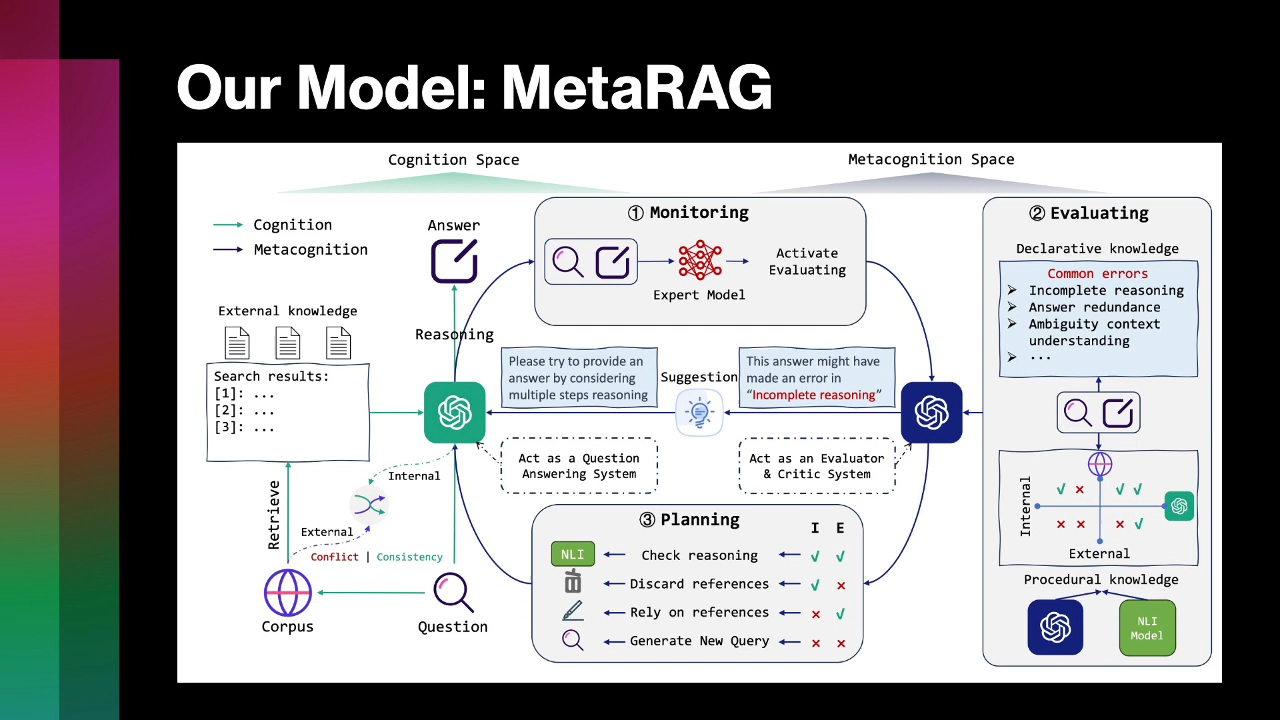 Our Model: MetaRAG
Cognition Space
Metacognition Space
Cognition
Metacognition
Answer
① Monitoring
Expert Model
Activate
Evaluating
② Evaluating
Declarative knowledge
Common errors
Incomplete reasoning
Answer redundance
Ambiguity context
understanding
...
External knowledge
Search results:
[1]: ...
[2]: ...
[3]: ...
Reasoning
Please try to provide an
answer by considering
multiple steps reasoning
Suggestion
This answer might have
made an error in
“Incomplete reasoning”
Act as a Question
Answering System
Act as an Evaluator
& Critic System
Internal
External
Conflict | Consistency
Retrieve
Corpus
Question
③ Planning
I E
NLI
Check reasoning
√ √
Discard references
√ ×
Rely on references
× √
Generate New Query
× ×
Internal
√ × √ √
× × × √
External
Procedural knowledge
NLI
Model